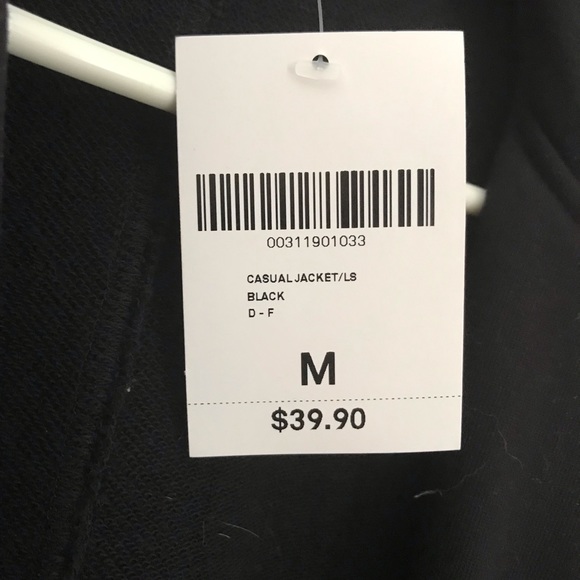 00311901033
CASUAL JACKET/LS
BLACK
D - F
M
$39.90